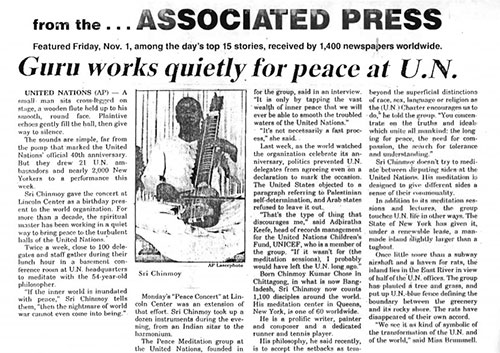 from the . . . ASSOCIATED PRESS
Featured Friday, Nov. 1, among the day's top 15 stories, received by 1,400 newspapers worldwide.
Guru works quietly for peace at U.N.
UNITED NATIONS (AP) — A
small man sits cross-legged on
stage, a wooden flute held up to his
smooth, round face. Plaintive
echoes gently fill the hall, then give
way to silence.
The sounds are simple, far from
the pomp that marked the United
Nations' official 40th anniversary.
But they drew 21 U.N. am-
bassadors and nearly 2,000 New
Yorkers to a performance this
week.
Sri Chinmoy gave the concert at
Lincoln Center as a birthday pre-
sent to the world organization. For
more than a decade, the spiritual
master has been working in a quiet
way to bring peace to the turbulent
halls of the United Nations.
Twice a week, close to 100 dele-
gates and staff gather during their
lunch hour in a basement con-
ference room at U.N. headquarters
to meditate with the 54-year-old
philosopher.
"If the inner world is inundated
with peace," Sri Chinmoy tells
them, "then the nightmare of world
war cannot even come into being."
AP Laserphoto
Sri Chinmoy
Monday's "Peace Concert" at Lin-
coln Center was an extension of
that effort. Sri Chinmoy took up a
dozen instruments during the eve-
ning, from an Indian sitar to the
harmonium.
The Peace Meditation group at
the United Nations, founded in
for the group, said in an interview.
"It is only by tapping the vast
wealth of inner peace that we will
ever be able to smooth the troubled
waters of the United Nations."
"It's not necessarily a fast proc-
ess," she said.
Last week, as the world watched
the organization celebrate its an-
niversary, politics prevented U.N.
delegates from agreeing even on a
declaration to mark the occasion.
The United States objected to a
paragraph referring to Palestinian
self-determination, and Arab states
refused to leave it out.
"That's the type of thing that
discourages me," said Adhiratha
Keefe, head of records management
for the United Nations Children's
Fund, UNICEF, who is a member of
the group. "If it wasn't for (the
meditation sessions), I probably
would have left the U.N. long ago."
Born Chinmoy Kumar Ghose in
Chittagong, in what is now Bang-
ladesh, Sri Chinmoy now counts
1,100 disciples around the world.
His meditation center in Queens,
New York, is one of 60 worldwide.
He is a prolific writer, painter
and composer and a dedicated
runner and tennis player.
His philosophy, he said recently,
is to accept the setbacks as
beyond the superficial distinctions
of race, sex, language or religion as
the (U.N.) Charter encourages us to
do," he told the group. "You concen-
trate on the truths and ideals
which unite all mankind: the long-
ing for peace, the need for com-
passion, the search for tolerance
and understanding."
Sri Chinmoy doesn't try to medi-
ate between disputing sides at the
United Nations. His meditation is
designed to give different sides a
sense of their commonality.
In addition to its meditation ses-
sions and lectures, the group
touches U.N. life in other ways. The
State of New York has given it,
under a renewable lease, a man-
made island slightly larger than a
tugboat.
Once little more than a subway
airshaft and a haven for rats, the
island lies in the East River in view
of half of the U.N. offices. The group
has planted a tree and grass, and
put up U.N.-blue fence defining the
boundary between the greenery
and its rocky shore. The rats have
disappeared of their own accord.
"We see it as kind of symbolic of
the transformation of the U.N. and
of the world," said Miss Brummell.